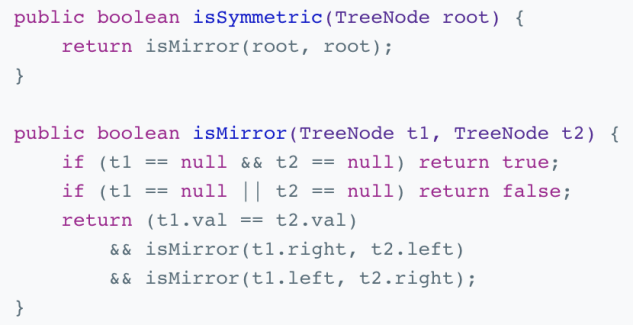 public boolean isSymmetric(TreeNode root) {
    return isMirror(root, root);
}

public boolean isMirror(TreeNode t1, TreeNode t2) {
    if (t1 == null && t2 == null) return true;
    if (t1 == null || t2 == null) return false;
    return (t1.val == t2.val)
        && isMirror(t1.right, t2.left)
        && isMirror(t1.left, t2.right);
}